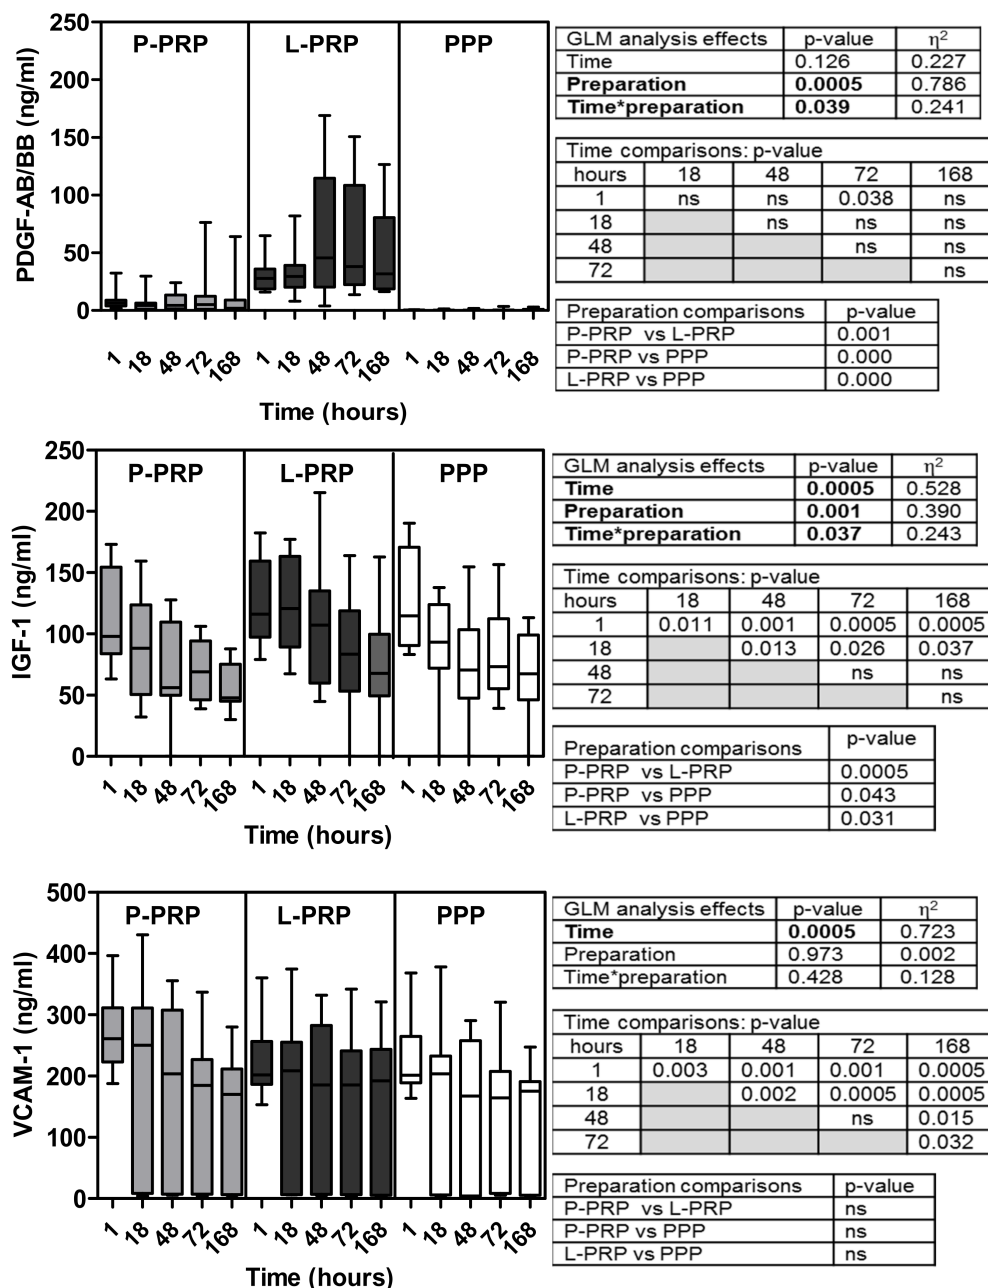 P-PRP L-PRP PPP
PDGF-AB/BB (ng/ml)
250
200
150
100
50
0
1 18 48 72 168 1 18 48 72 168 1 18 48 72 168
Time (hours)
GLM analysis effects p-value η²
Time 0.126 0.227
Preparation 0.0005 0.786
Time*preparation 0.039 0.241
Time comparisons: p-value
hours 18 48 72 168
1 ns ns 0.038 ns
18 ns ns ns
48 ns ns
72 ns
Preparation comparisons p-value
P-PRP vs L-PRP 0.001
P-PRP vs PPP 0.000
L-PRP vs PPP 0.000
P-PRP L-PRP PPP
IGF-1 (ng/ml)
250
200
150
100
50
0
1 18 48 72 168 1 18 48 72 168 1 18 48 72 168
Time (hours)
GLM analysis effects p-value η²
Time 0.0005 0.528
Preparation 0.001 0.390
Time*preparation 0.037 0.243
Time comparisons: p-value
hours 18 48 72 168
1 0.011 0.001 0.0005 0.0005
18 0.013 0.026 0.037
48 ns ns
72 ns
Preparation comparisons p-value
P-PRP vs L-PRP 0.0005
P-PRP vs PPP 0.043
L-PRP vs PPP 0.031
P-PRP L-PRP PPP
VCAM-1 (ng/ml)
500
400
300
200
100
0
1 18 48 72 168 1 18 48 72 168 1 18 48 72 168
Time (hours)
GLM analysis effects p-value η²
Time 0.0005 0.723
Preparation 0.973 0.002
Time*preparation 0.428 0.128
Time comparisons: p-value
hours 18 48 72 168
1 0.003 0.001 0.001 0.0005
18 0.002 0.0005 0.0005
48 ns 0.015
72 0.032
Preparation comparisons p-value
P-PRP vs L-PRP ns
P-PRP vs PPP ns
L-PRP vs PPP ns